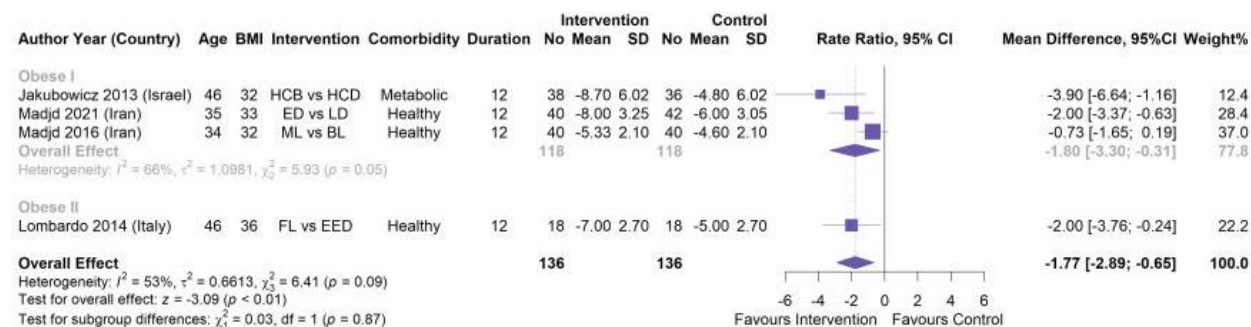 Intervention Control
Author Year (Country) Age BMI Intervention Comorbidity Duration No Mean SD No Mean SD Rate Ratio, 95% CI Mean Difference, 95%CI Weight%
Obese I
Jakubowicz 2013 (Israel) 46 32 HCB vs HCD Metabolic 12 38 -8.70 6.02 36 -4.80 6.02 -3.90 [-6.64; -1.16] 12.4
Madjd 2021 (Iran) 35 33 ED vs LD Healthy 12 40 -8.00 3.25 42 -6.00 3.05 -2.00 [-3.37; -0.63] 28.4
Madjd 2016 (Iran) 34 32 ML vs BL Healthy 12 40 -5.33 2.10 40 -4.60 2.10 -0.73 [-1.65; 0.19] 37.0
Overall Effect 118 118 -1.80 [-3.30; -0.31] 77.8
Heterogeneity: I² = 66%, τ² = 1.0981, χ²₂ = 5.93 (p = 0.05)
Obese II
Lombardo 2014 (Italy) 46 36 FL vs EED Healthy 12 18 -7.00 2.70 18 -5.00 2.70 -2.00 [-3.76; -0.24] 22.2
Overall Effect 136 136 -1.77 [-2.89; -0.65] 100.0
Heterogeneity: I² = 53%, τ² = 0.6613, χ²₃ = 6.41 (p = 0.09)
Test for overall effect: z = -3.09 (p < 0.01)
Test for subgroup differences: χ²₁ = 0.03, df = 1 (p = 0.87)
-6 -4 -2 0 2 4 6
Favours Intervention Favours Control